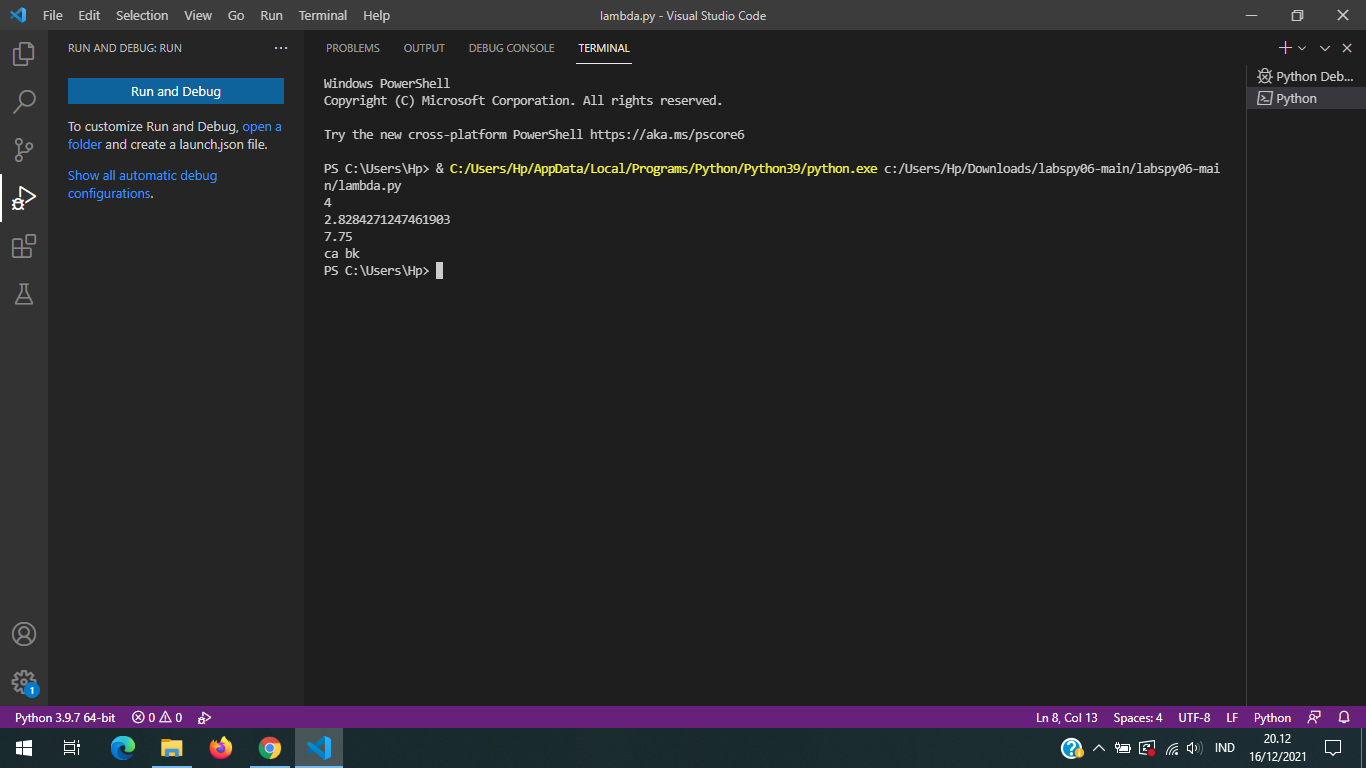 File Edit Selection View Go Run Terminal Help
lambda.py - Visual Studio Code
RUN AND DEBUG: RUN
Run and Debug
To customize Run and Debug, open a
folder and create a launch.json file.
Show all automatic debug
configurations.
PROBLEMS OUTPUT DEBUG CONSOLE TERMINAL
Windows PowerShell
Copyright (C) Microsoft Corporation. All rights reserved.
Try the new cross-platform PowerShell https://aka.ms/pscore6
PS C:\Users\Hp> & C:/Users/Hp/AppData/Local/Programs/Python/Python39/python.exe c:/Users/Hp/Downloads/labspy06-main/labspy06-mai
n/lambda.py
4
2.8284271247461903
7.75
ca bk
PS C:\Users\Hp>
Python Deb...
Python
1
Python 3.9.7 64-bit 0 0
Ln 8, Col 13 Spaces: 4 UTF-8 LF Python
IND
20.12
16/12/2021